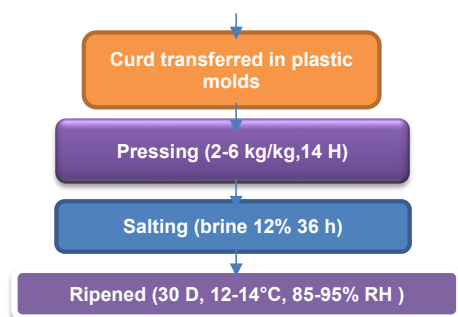 Curd transferred in plastic
molds
Pressing (2-6 kg/kg,14 H)
Salting (brine 12% 36 h)
Ripened (30 D, 12-14°C, 85-95% RH )